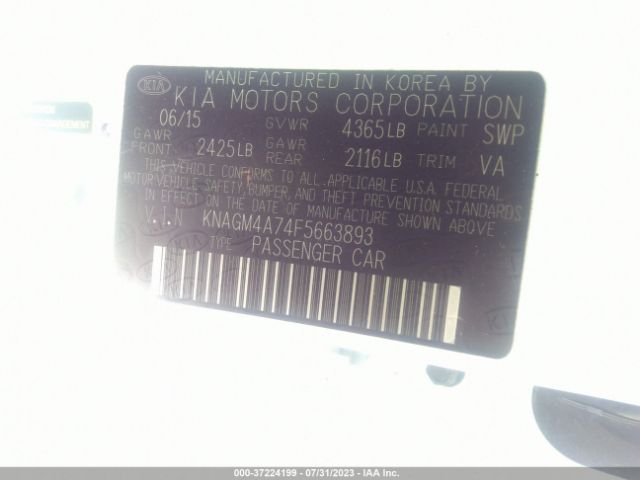 MANUFACTURED IN KOREA BY
KIA KIA MOTORS CORPORATION
06/15 GVWR 4365LB PAINT SWP
GAWR FRONT 2425LB GAWR REAR 2116LB TRIM VA
THIS VEHICLE CONFORMS TO ALL APPLICABLE U.S.A. FEDERAL
MOTOR VEHICLE SAFETY, BUMPER, AND THEFT PREVENTION STANDARDS
IN EFFECT ON THE DATE OF MANUFACTURE SHOWN ABOVE
V.I.N KNAGM4A74F5663893
TYPE PASSENGER CAR
000-37224199 - 07/31/2023 - IAA Inc.